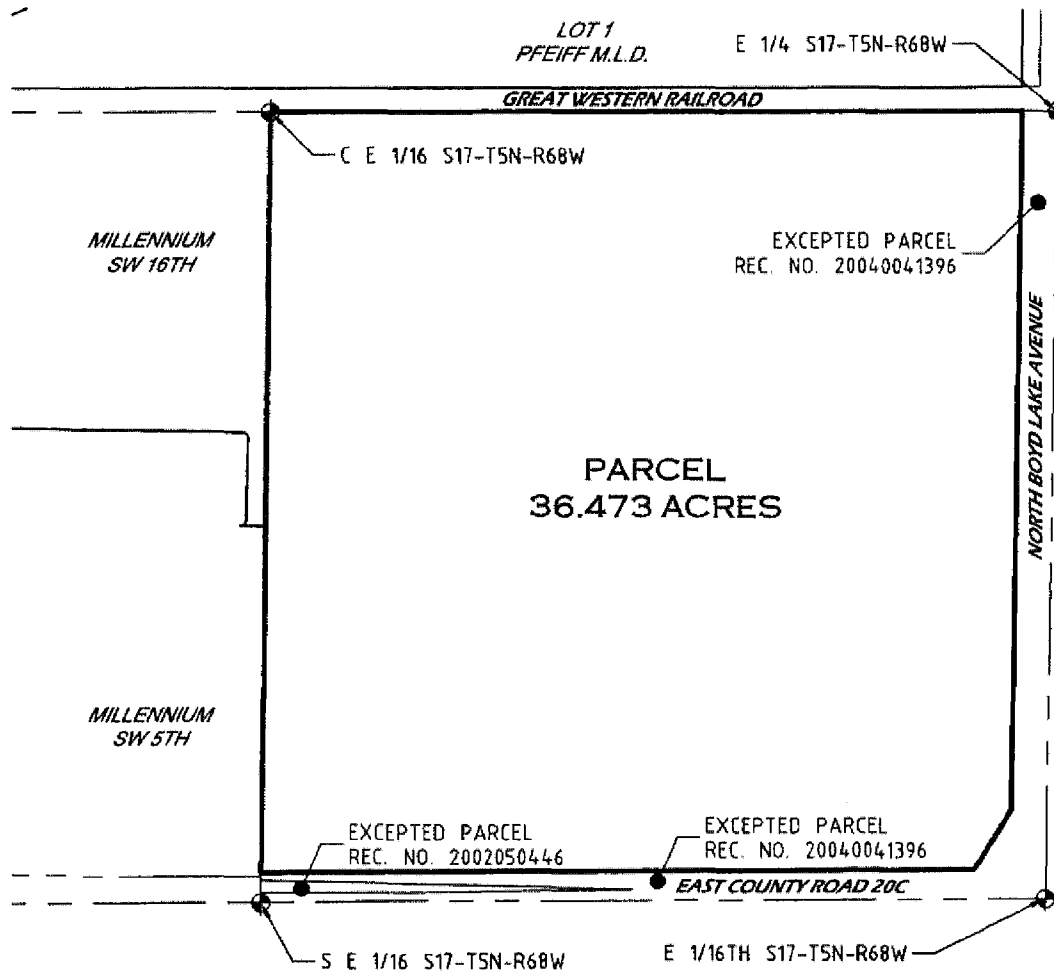 LOT 1
PFEIFF M.L.D.
E 1/4 S17-T5N-R68W
GREAT WESTERN RAILROAD
C E 1/16 S17-T5N-R68W
MILLENNIUM
SW 16TH
EXCEPTED PARCEL
REC. NO. 20040041396
NORTH BOYD LAKE AVENUE
PARCEL
36.473 ACRES
MILLENNIUM
SW 5TH
EXCEPTED PARCEL
REC. NO. 2002050446
EXCEPTED PARCEL
REC. NO. 20040041396
EAST COUNTY ROAD 20C
S E 1/16 S17-T5N-R68W
E 1/16TH S17-T5N-R68W